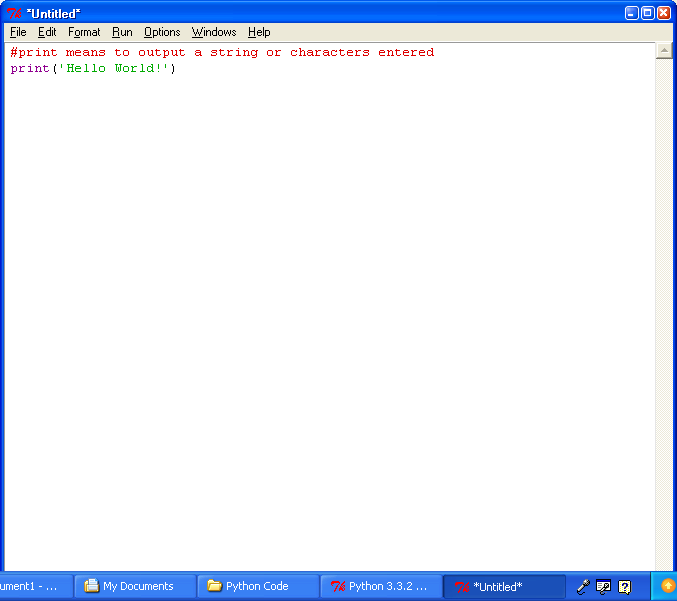 *Untitled*
File Edit Format Run Options Windows Help
#print means to output a string or characters entered
print('Hello World!')
ument1 - ... My Documents Python Code Python 3.3.2 ... *Untitled*